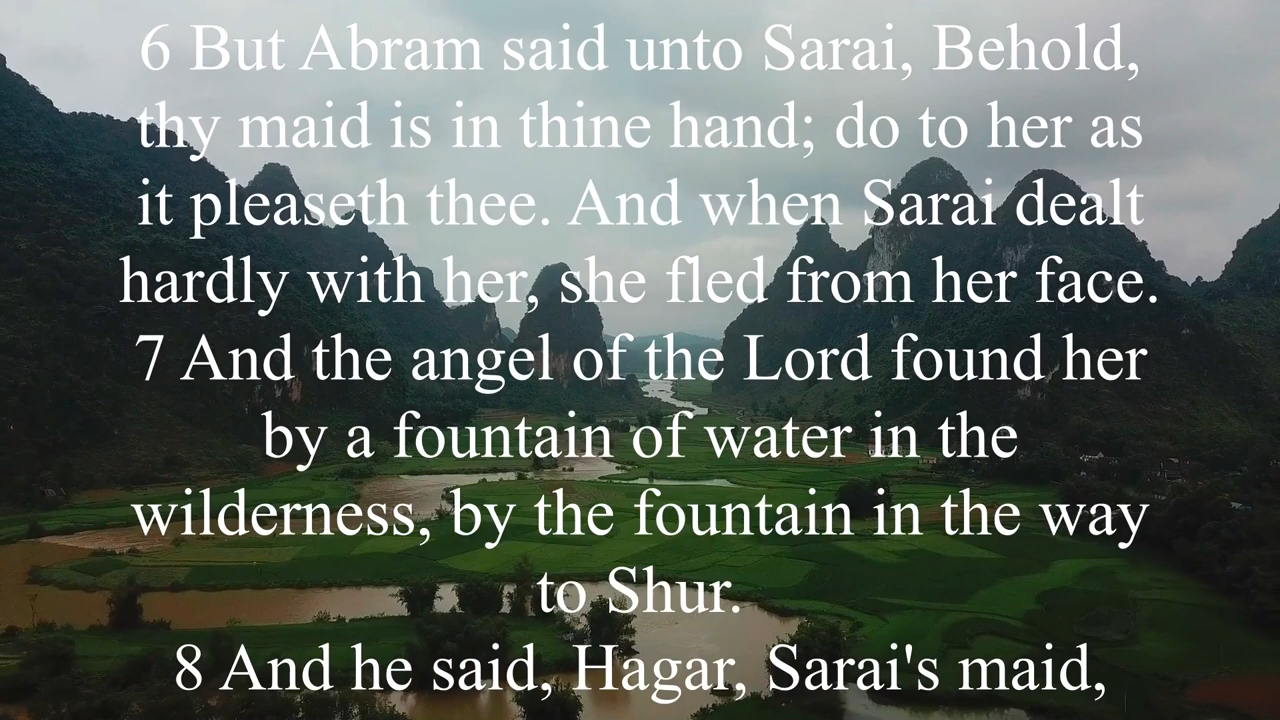 6 But Abram said unto Sarai, Behold,
thy maid is in thine hand; do to her as
it pleaseth thee. And when Sarai dealt
hardly with her, she fled from her face.
7 And the angel of the Lord found her
by a fountain of water in the
wilderness, by the fountain in the way
to Shur.
8 And he said, Hagar, Sarai's maid,